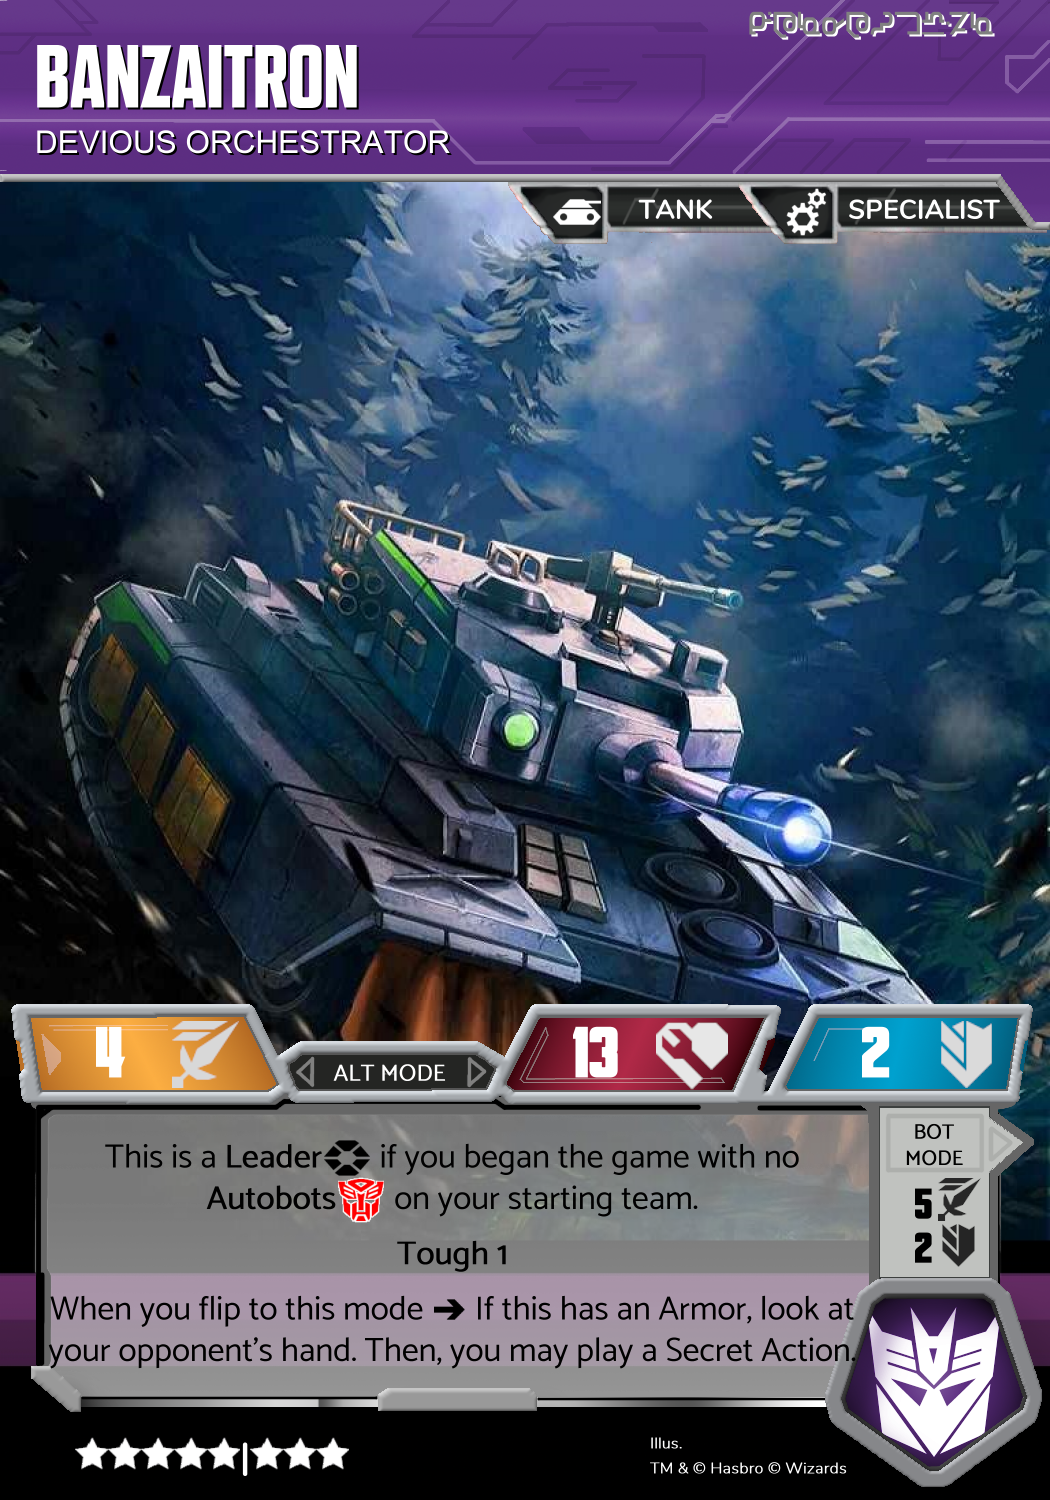 BANZAITRON
DEVIOUS ORCHESTRATOR
TANK
SPECIALIST
4
ALT MODE
13
2
This is a Leader if you began the game with no
Autobots on your starting team.
Tough 1
When you flip to this mode ➔ If this has an Armor, look at
your opponent's hand. Then, you may play a Secret Action.
BOT
MODE
5
2
Illus.
TM & © Hasbro © Wizards